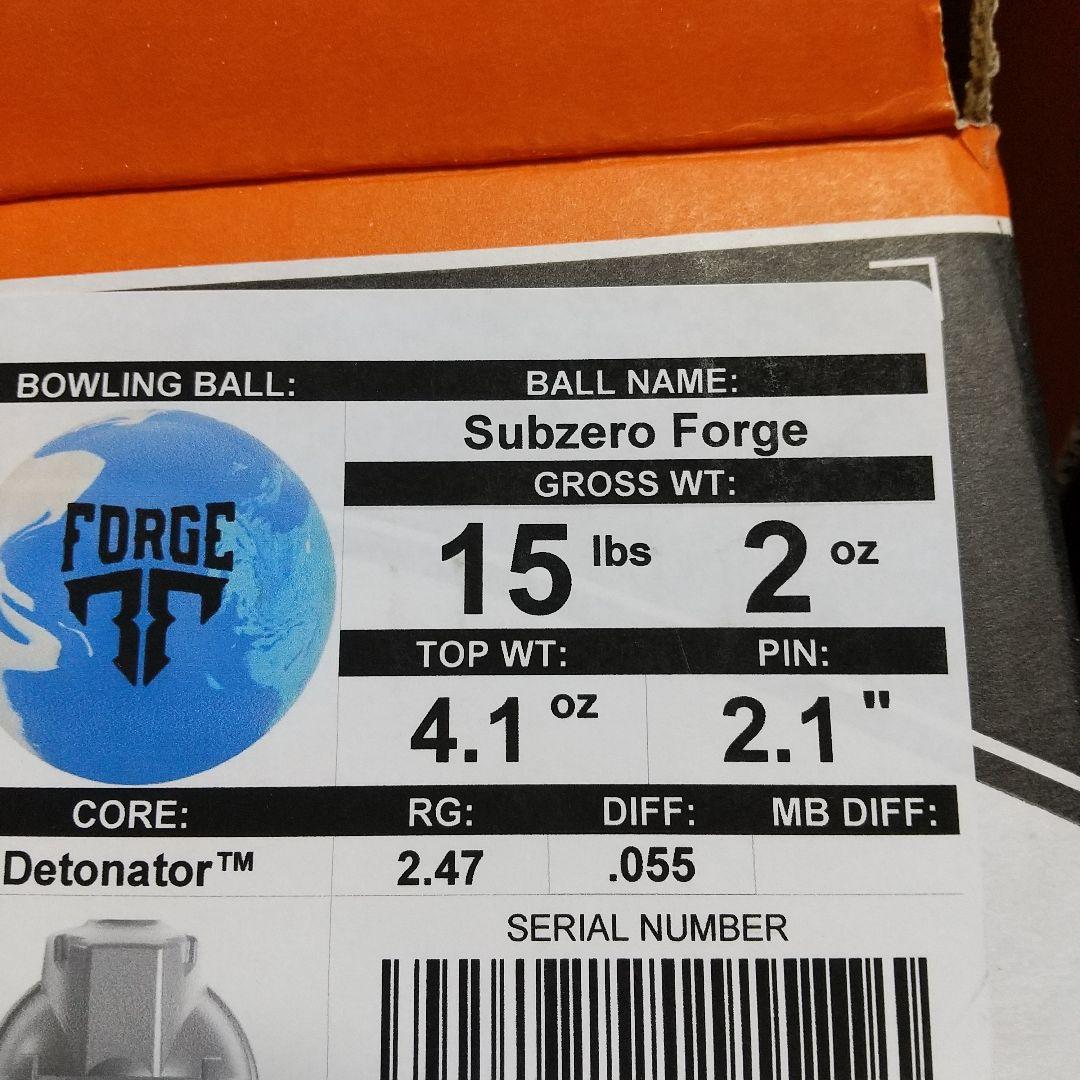 BOWLING BALL:
BALL NAME:
FORGE
Subzero Forge
GROSS WT:
15 lbs 2 oz
TOP WT: PIN:
4.1 oz 2.1"
CORE: RG: DIFF: MB DIFF:
Detonator™ 2.47 .055
SERIAL NUMBER